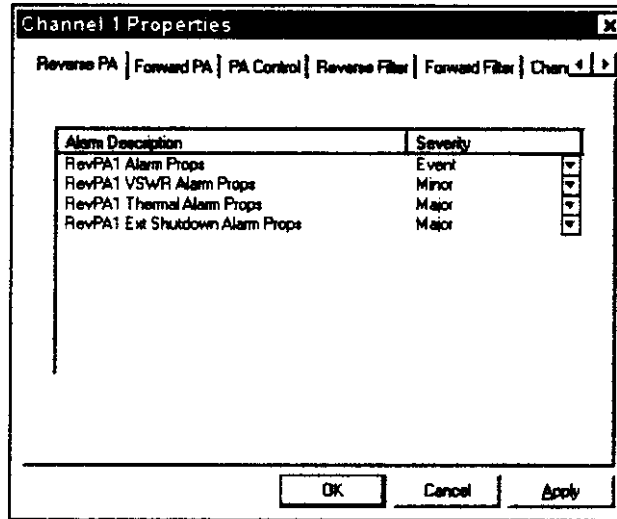 Channel 1 Properties
Reverse PA Forward PA PA Control Reverse Filter Forward Filter Chan
Alarm Description Severity
RevPA1 Alarm Props Event
RevPA1 VSWR Alarm Props Minor
RevPA1 Thermal Alarm Props Major
RevPA1 Ext Shutdown Alarm Props Major
OK Cancel Apply